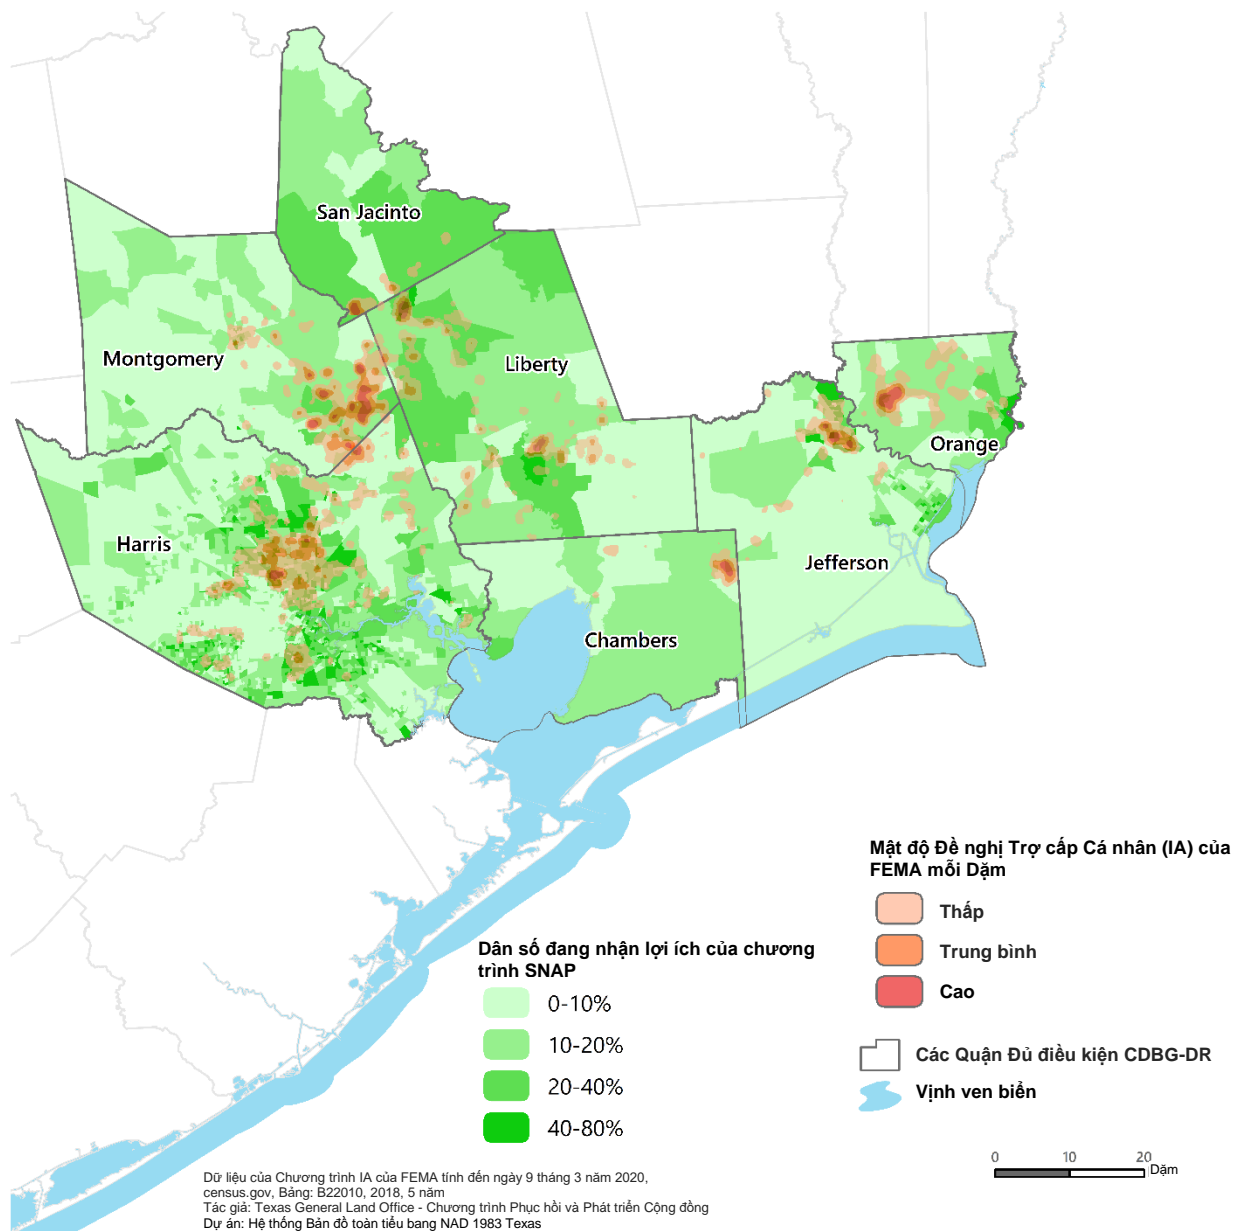 San Jacinto
Montgomery
Liberty
Orange
Harris
Jefferson
Chambers
Mật độ Đề nghị Trợ cấp Cá nhân (IA) của
FEMA mỗi Dặm
Thấp
Trung bình
Cao
Dân số đang nhận lợi ích của chương
trình SNAP
0-10%
10-20%
20-40%
40-80%
Các Quận Đủ điều kiện CDBG-DR
Vịnh ven biển
0 10 20
Dặm
Dữ liệu của Chương trình IA của FEMA tính đến ngày 9 tháng 3 năm 2020,
census.gov, Bảng: B22010, 2018, 5 năm
Tác giả: Texas General Land Office - Chương trình Phục hồi và Phát triển Cộng đồng
Dự án: Hệ thống Bản đồ toàn tiểu bang NAD 1983 Texas